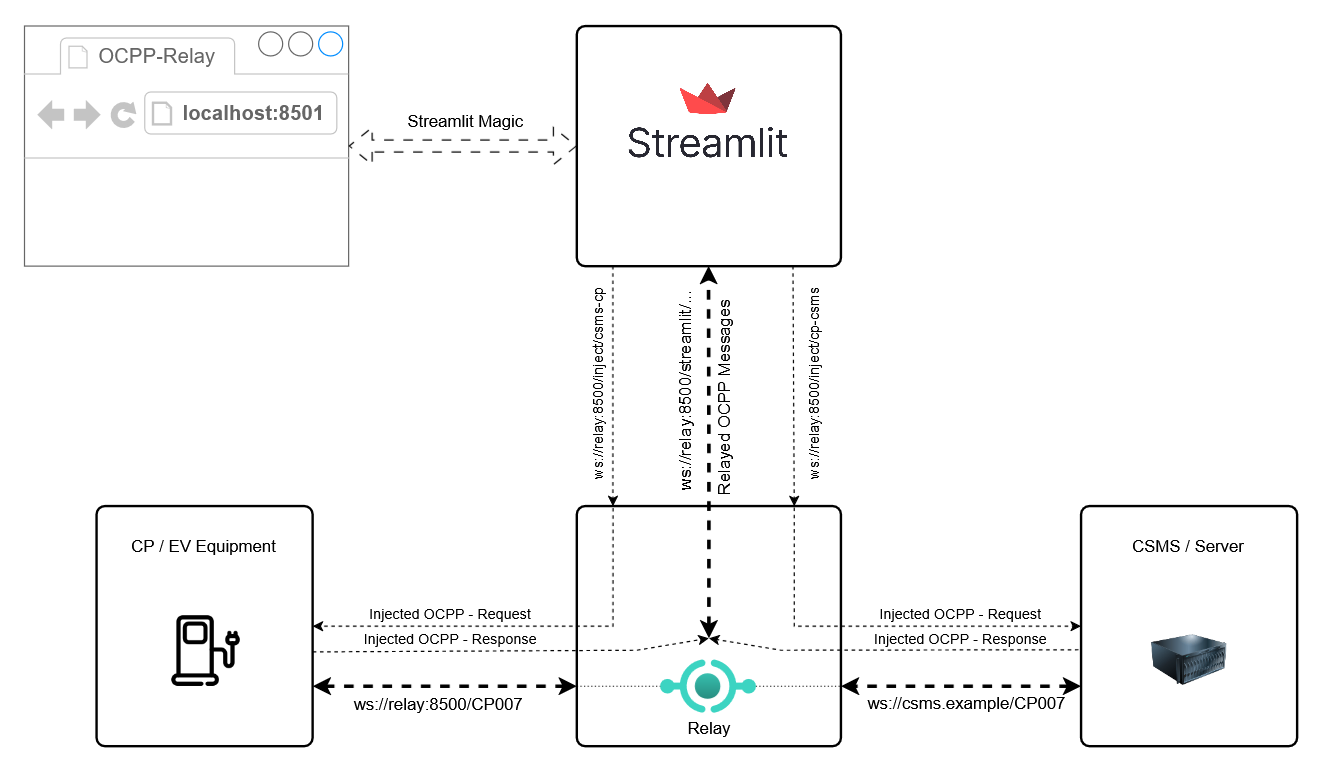 OCPP-Relay
localhost:8501
Streamlit Magic
Streamlit
ws://relay:8500/inject/csms-cp
ws://relay:8500/streamlit/...
Relayed OCPP Messages
ws://relay:8500/inject/cp-csms
CP / EV Equipment
CSMS / Server
Injected OCPP - Request
Injected OCPP - Response
Injected OCPP - Request
Injected OCPP - Response
ws://relay:8500/CP007
ws://csms.example/CP007
Relay